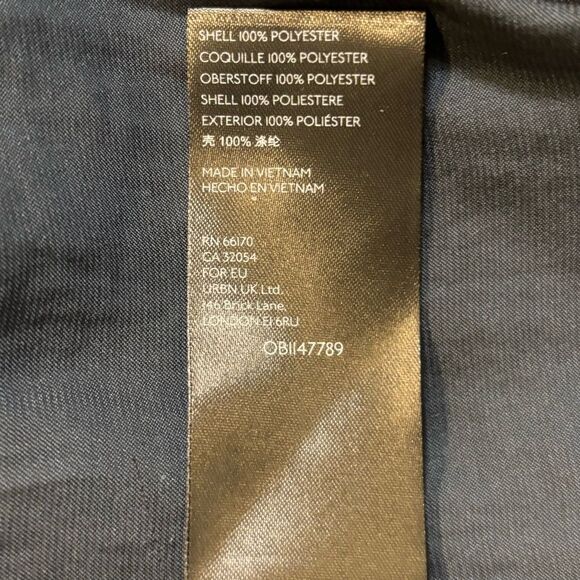 SHELL 100% POLYESTER
COQUILLE 100% POLYESTER
OBERSTOFF 100% POLYESTER
SHELL 100% POLIESTERE
EXTERIOR 100% POLIÉSTER
壳 100% 涤纶
MADE IN VIETNAM
HECHO EN VIETNAM
RN 66170
CA 32054
FOR EU
URBN UK Ltd.
146 Brick Lane,
LONDON E1 6RU
OB1147789